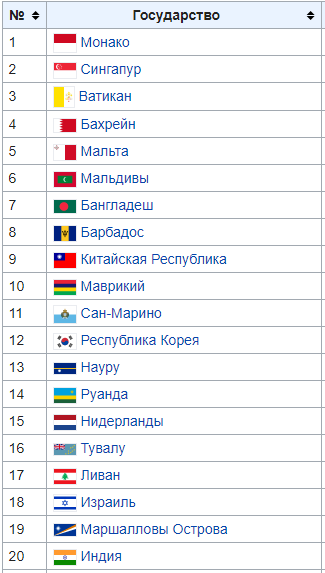 № Государство
1 Монако
2 Сингапур
3 Ватикан
4 Бахрейн
5 Мальта
6 Мальдивы
7 Бангладеш
8 Барбадос
9 Китайская Республика
10 Маврикий
11 Сан-Марино
12 Республика Корея
13 Науру
14 Руанда
15 Нидерланды
16 Тувалу
17 Ливан
18 Израиль
19 Маршалловы Острова
20 Индия